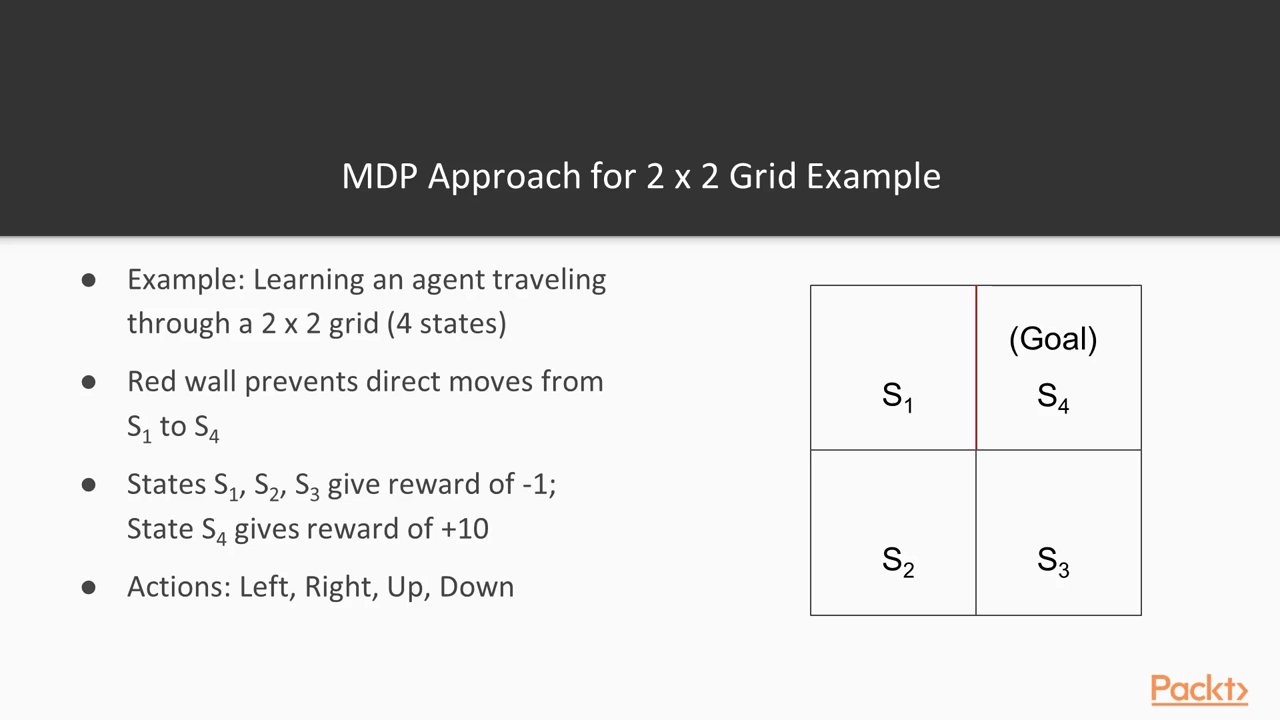 MDP Approach for 2 x 2 Grid Example
● Example: Learning an agent traveling
through a 2 x 2 grid (4 states)
● Red wall prevents direct moves from
S₁ to S₄
● States S₁, S₂, S₃ give reward of -1;
State S₄ gives reward of +10
● Actions: Left, Right, Up, Down
(Goal)
S₁
S₄
S₂
S₃
Packt>